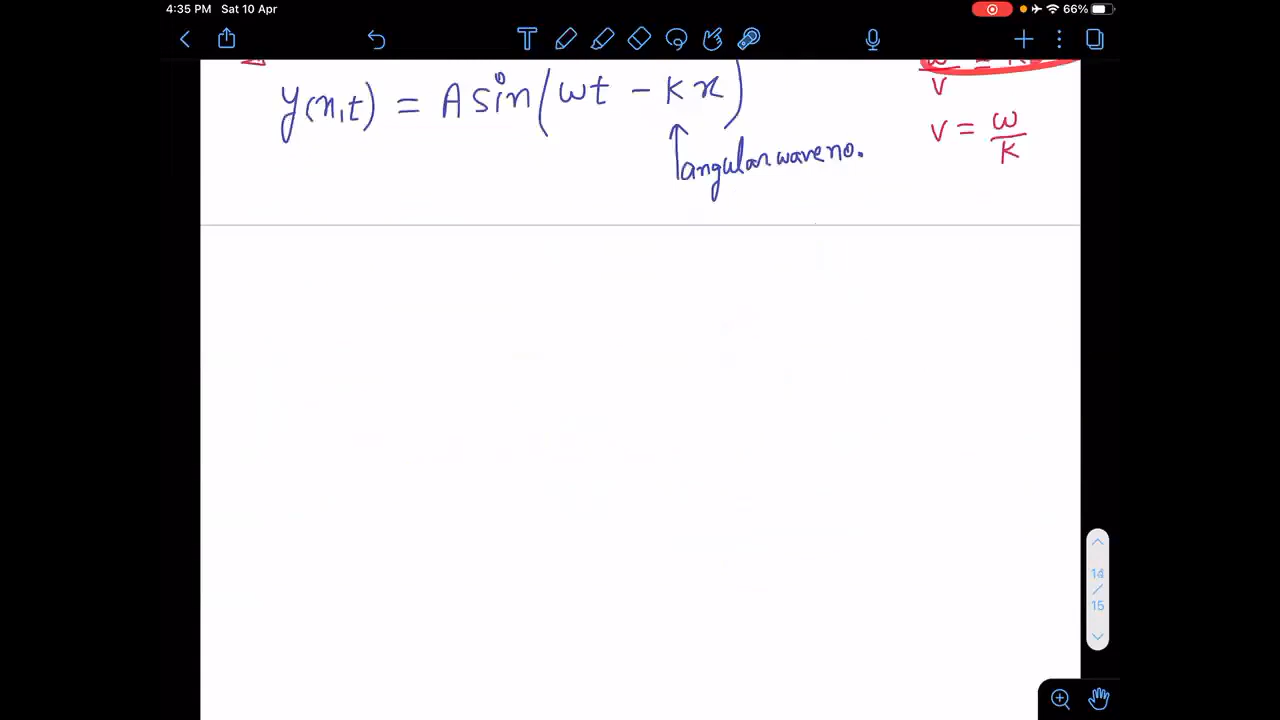 4:35 PM Sat 10 Apr 66%
y(x,t) = A sin(ωt - Kx)
angular wave no.
ω/v = K
v = ω/K
14
/
15